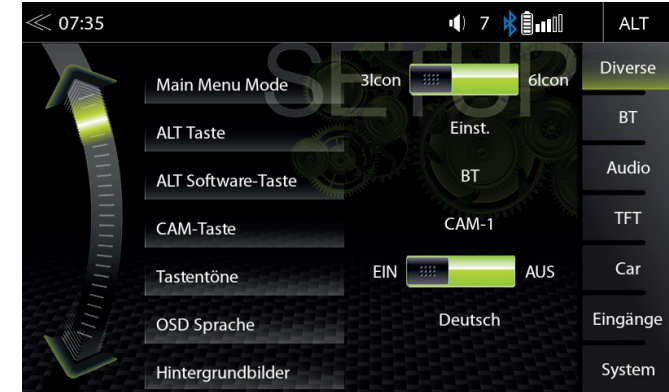 07:35 7 ALT
SETUP
Main Menu Mode 3Icon 6Icon
ALT Taste Einst.
ALT Software-Taste BT
CAM-Taste CAM-1
Tastentöne EIN AUS
OSD Sprache Deutsch
Hintergrundbilder
Diverse
BT
Audio
TFT
Car
Eingänge
System